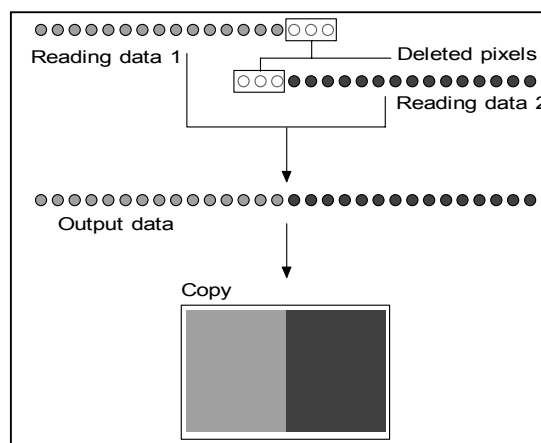 Reading data 1
Deleted pixels
Reading data 2
Output data
Copy